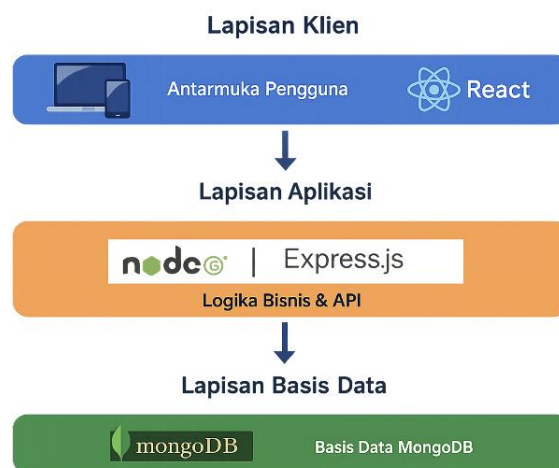 Lapisan Klien
Antarmuka Pengguna React
Lapisan Aplikasi
nodc G | Express.js
Logika Bisnis & API
Lapisan Basis Data
mongoDB Basis Data MongoDB